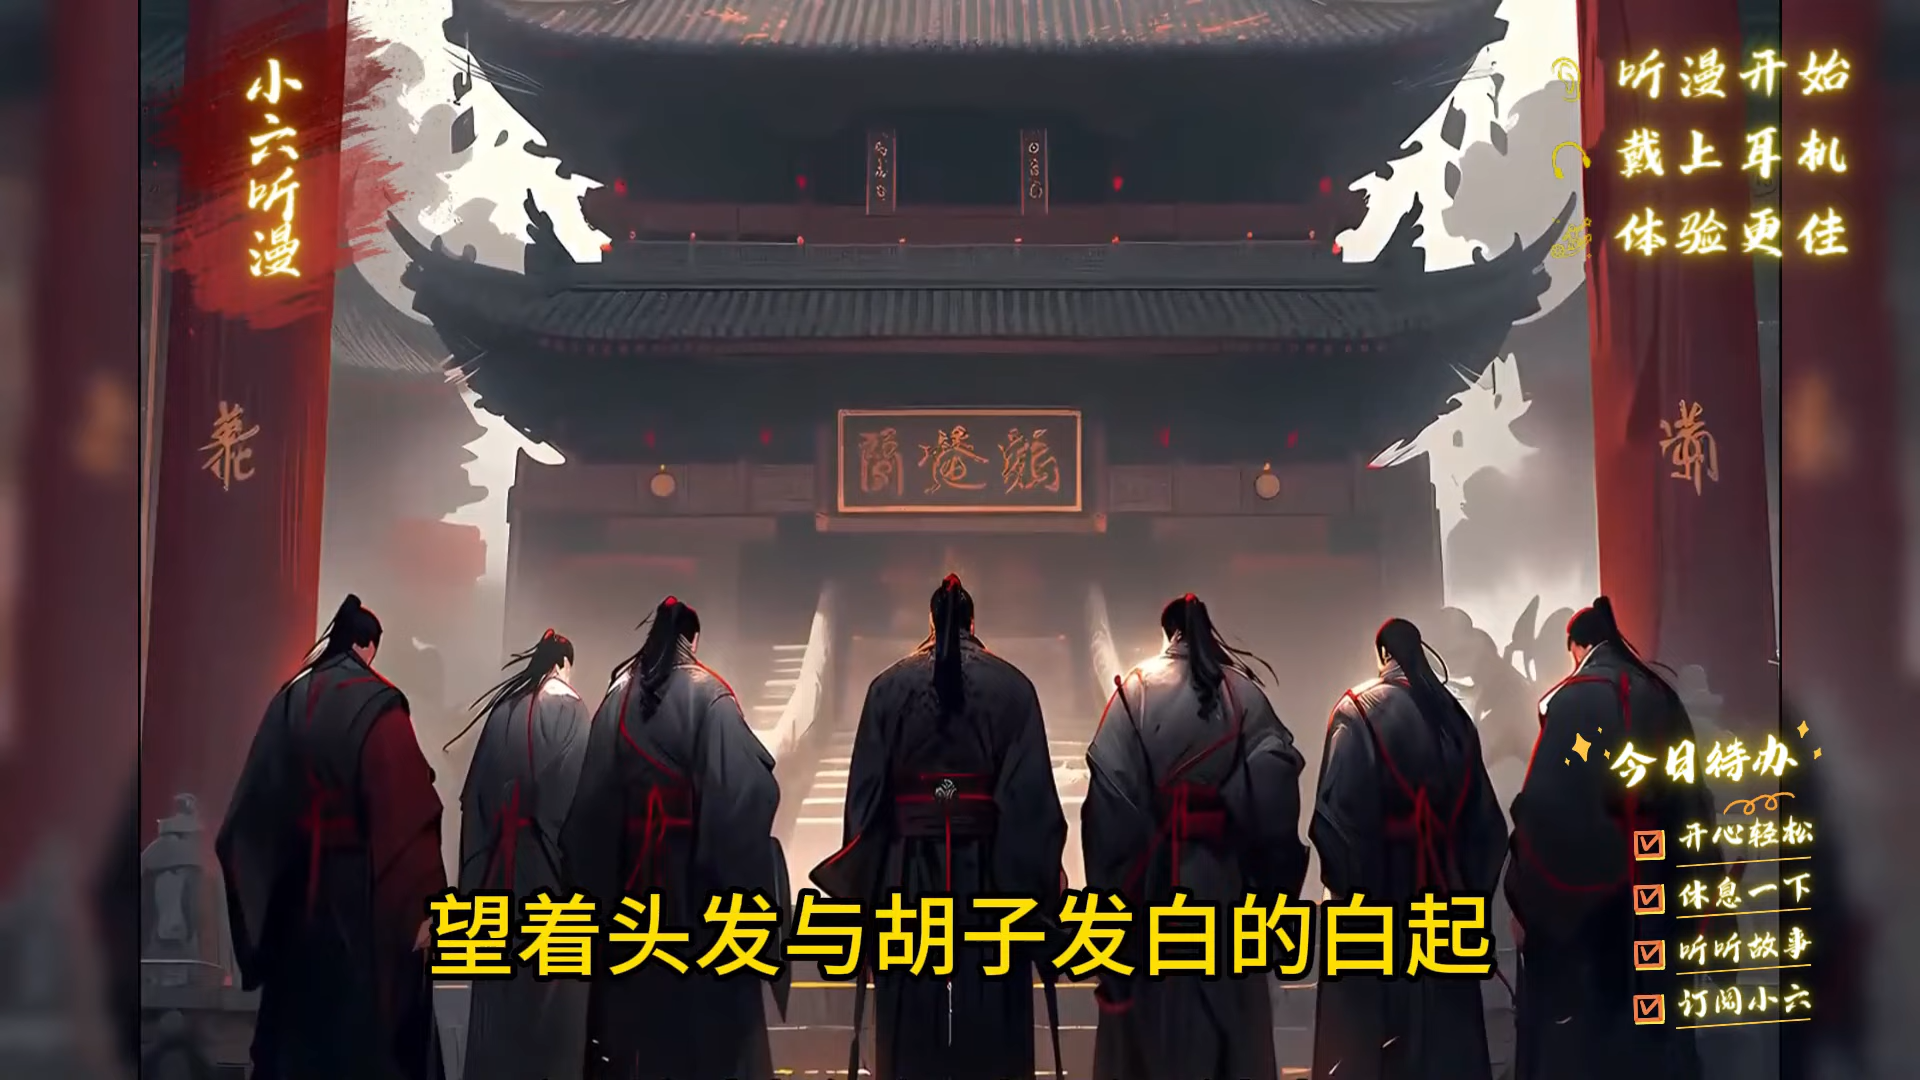 小六听漫
听漫开始
戴上耳机
体验更佳
今日待办
开心轻松
休息一下
听听故事
订阅小六
望着头发与胡子发白的白起